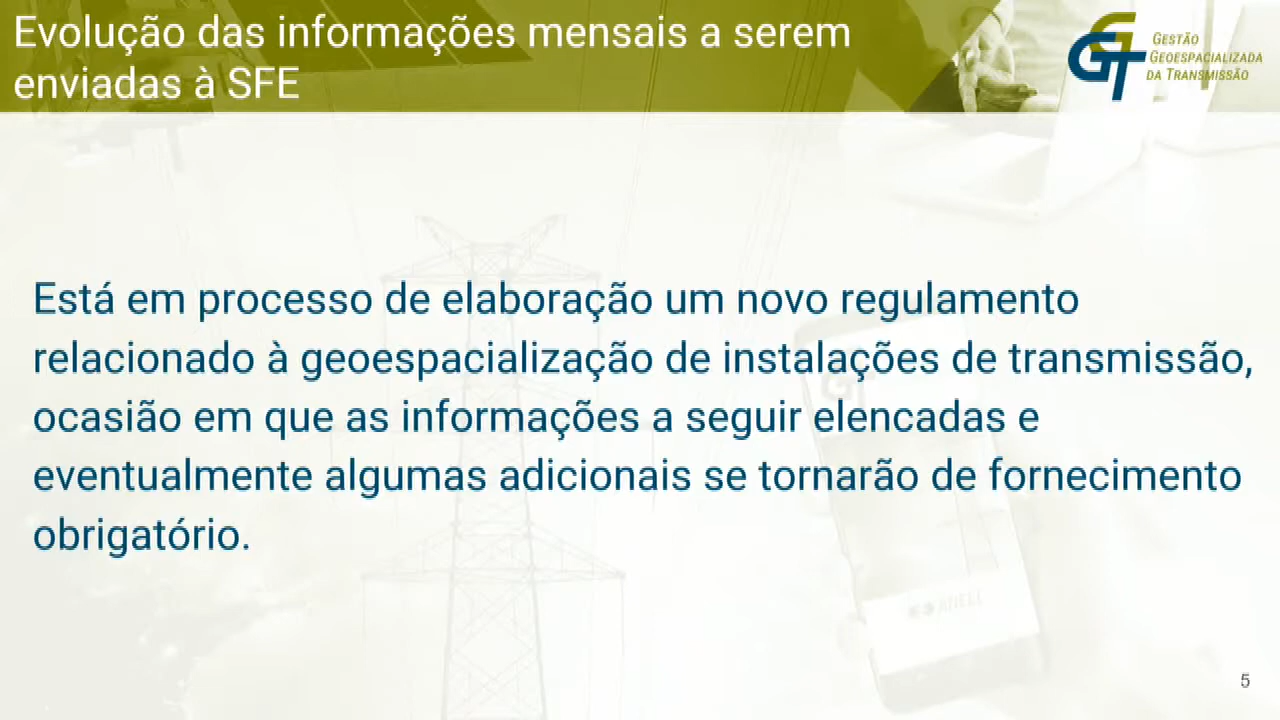 Evolução das informações mensais a serem
enviadas à SFE
GGT
GESTÃO
GEOESPACIALIZADA
DA TRANSMISSÃO
Está em processo de elaboração um novo regulamento
relacionado à geoespacialização de instalações de transmissão,
ocasião em que as informações a seguir elencadas e
eventualmente algumas adicionais se tornarão de fornecimento
obrigatório.
ANEEL
5